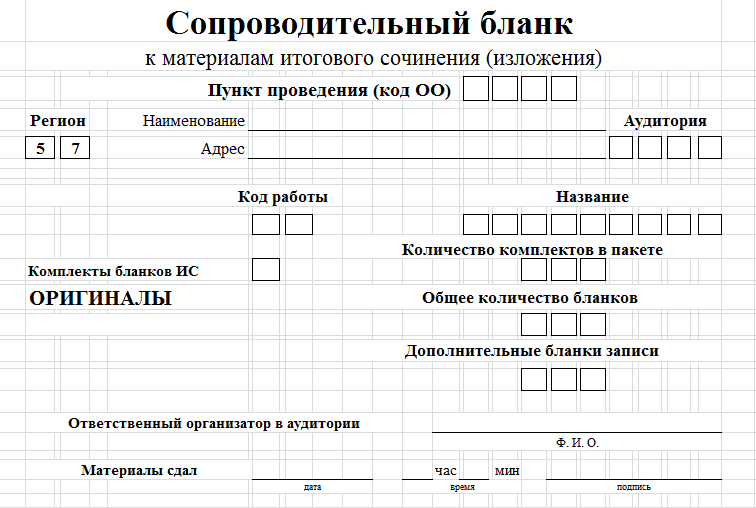 Сопроводительный бланк
к материалам итогового сочинения (изложения)
Пункт проведения (код ОО)
Регион Наименование Аудитория
5 7 Адрес
Код работы Название
Количество комплектов в пакете
Комплекты бланков ИС
ОРИГИНАЛЫ Общее количество бланков
Дополнительные бланки записи
Ответственный организатор в аудитории
Ф. И. О.
Материалы сдал час мин
дата время подпись